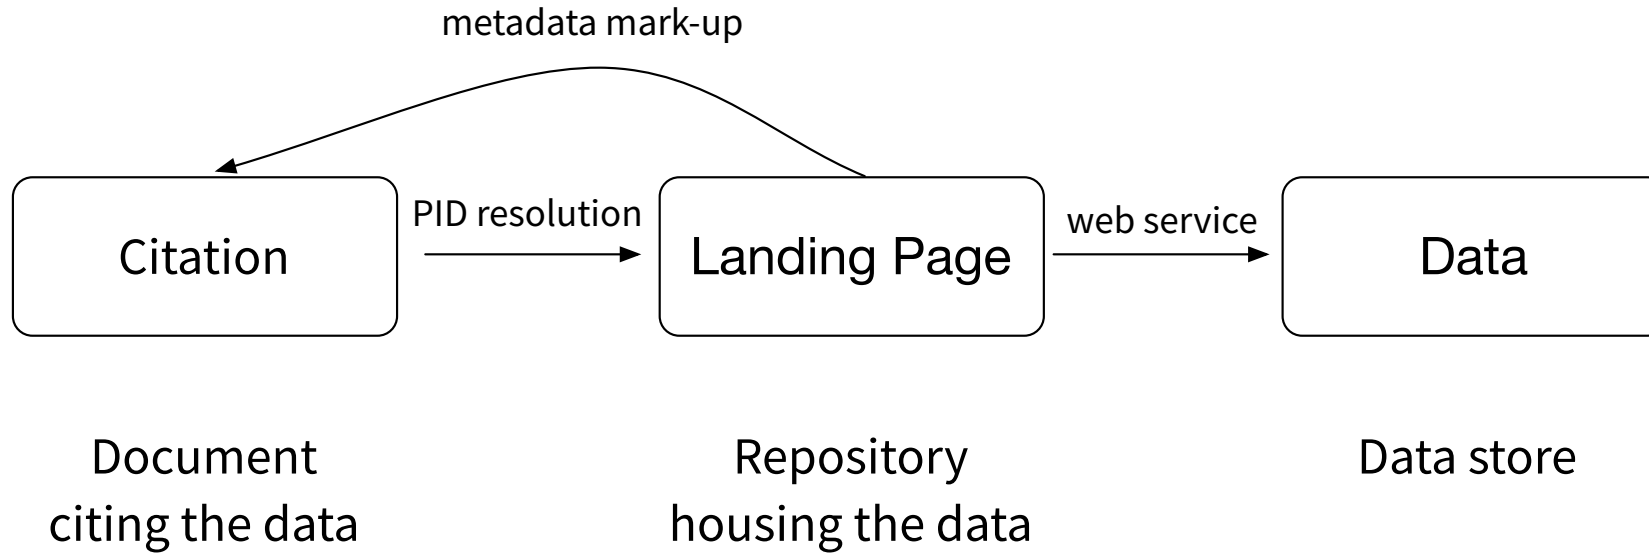 metadata mark-up
PID resolution
web service
Citation
Landing Page
Data
Document
citing the data
Repository
housing the data
Data store